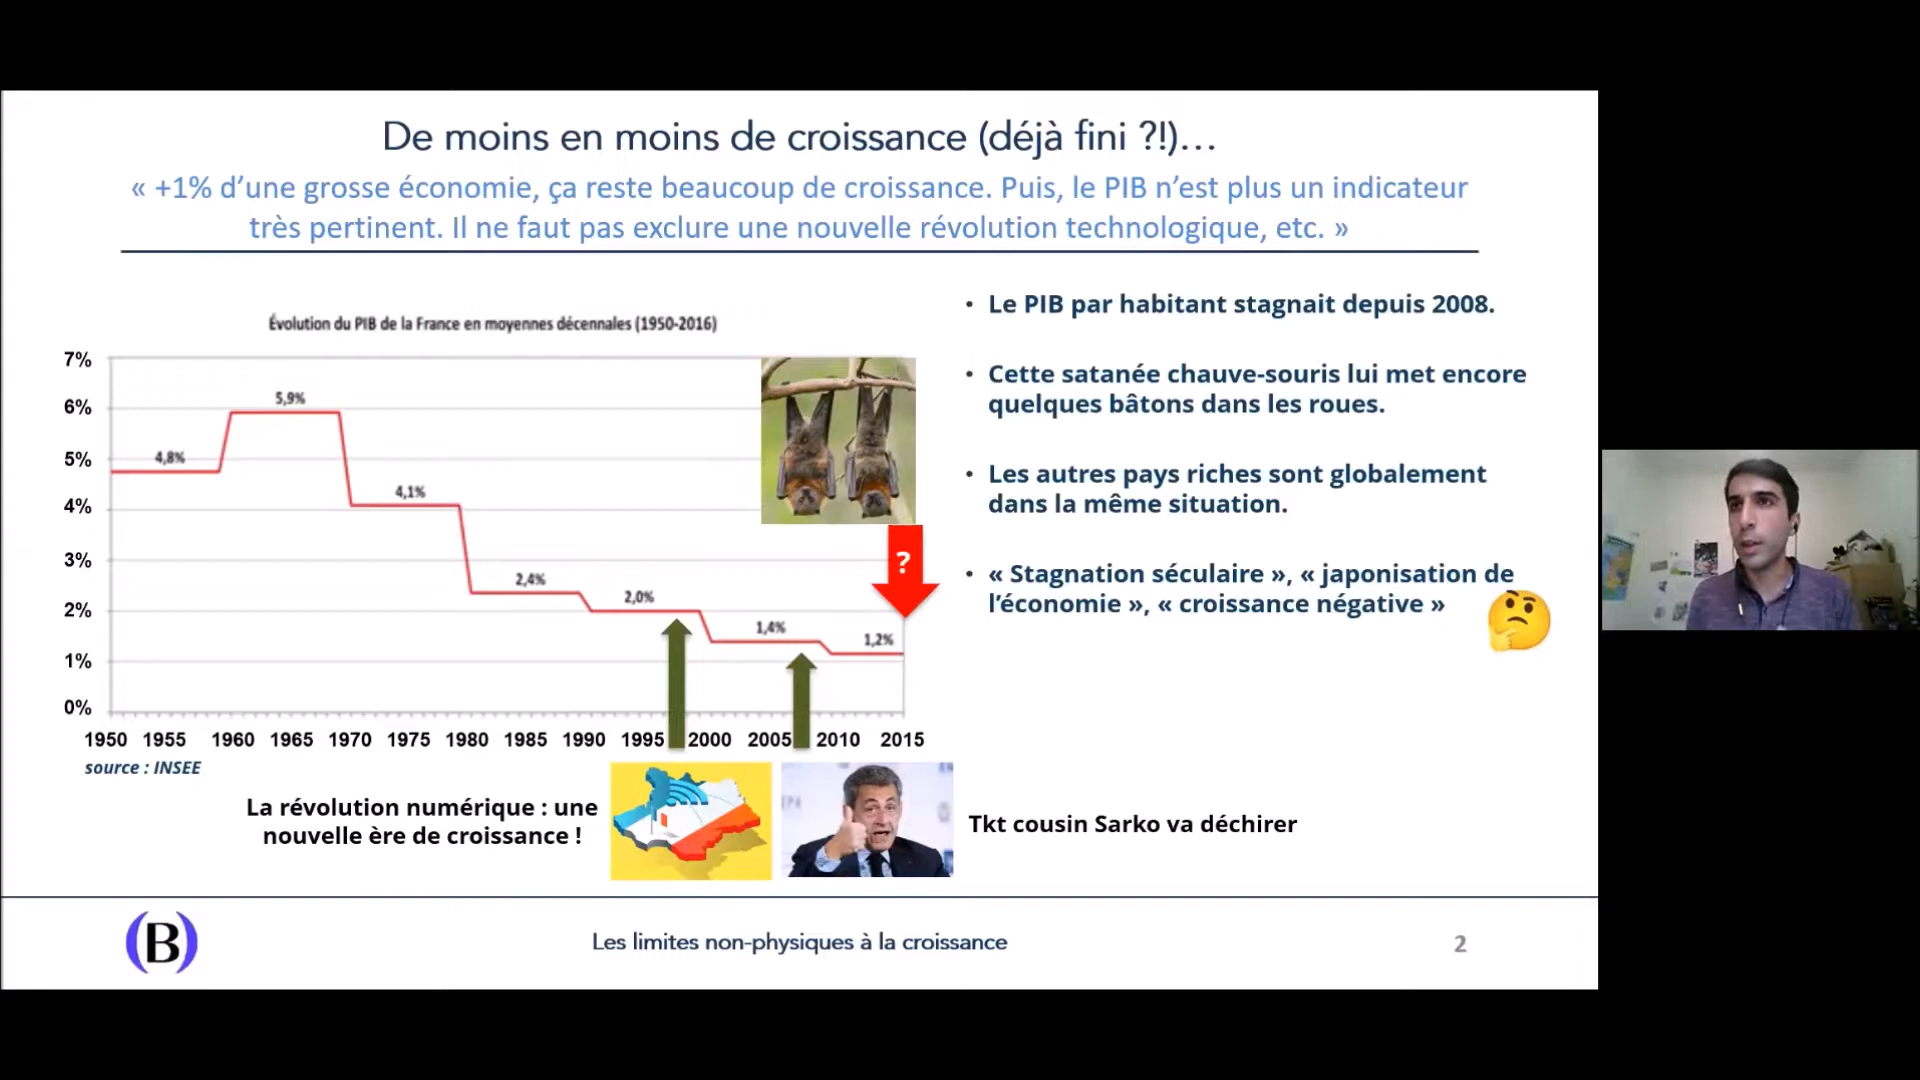 De moins en moins de croissance (déjà fini ?!)…
« +1% d’une grosse économie, ça reste beaucoup de croissance. Puis, le PIB n’est plus un indicateur
très pertinent. Il ne faut pas exclure une nouvelle révolution technologique, etc. »
Évolution du PIB de la France en moyennes décennales (1950-2016)
7%
6%
5%
4%
3%
2%
1%
0%
4,8%
5,9%
4,1%
2,4%
2,0%
1,4%
1,2%
?
1950 1955 1960 1965 1970 1975 1980 1985 1990 1995 2000 2005 2010 2015
source : INSEE
• Le PIB par habitant stagnait depuis 2008.
• Cette satanée chauve-souris lui met encore
quelques bâtons dans les roues.
• Les autres pays riches sont globalement
dans la même situation.
• « Stagnation séculaire », « japonisation de
l’économie », « croissance négative »
La révolution numérique : une
nouvelle ère de croissance !
Tkt cousin Sarko va déchirer
(B)
Les limites non-physiques à la croissance
2